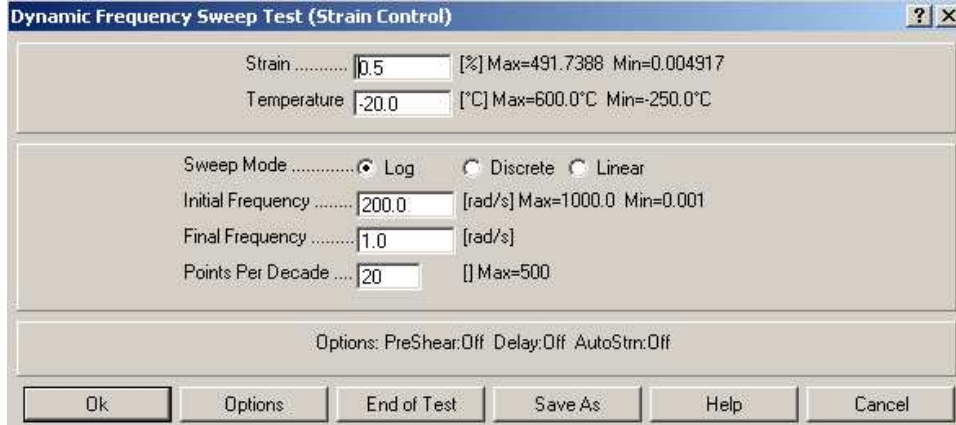 Dynamic Frequency Sweep Test (Strain Control)
Strain .......... 0.5 [%] Max=491.7388 Min=0.004917
Temperature -20.0 [°C] Max=600.0°C Min=-250.0°C
Sweep Mode ............ Log Discrete Linear
Initial Frequency ....... 200.0 [rad/s] Max=1000.0 Min=0.001
Final Frequency ......... 1.0 [rad/s]
Points Per Decade .... 20 [] Max=500
Options: PreShear:Off Delay:Off AutoStrn:Off
Ok Options End of Test Save As Help Cancel